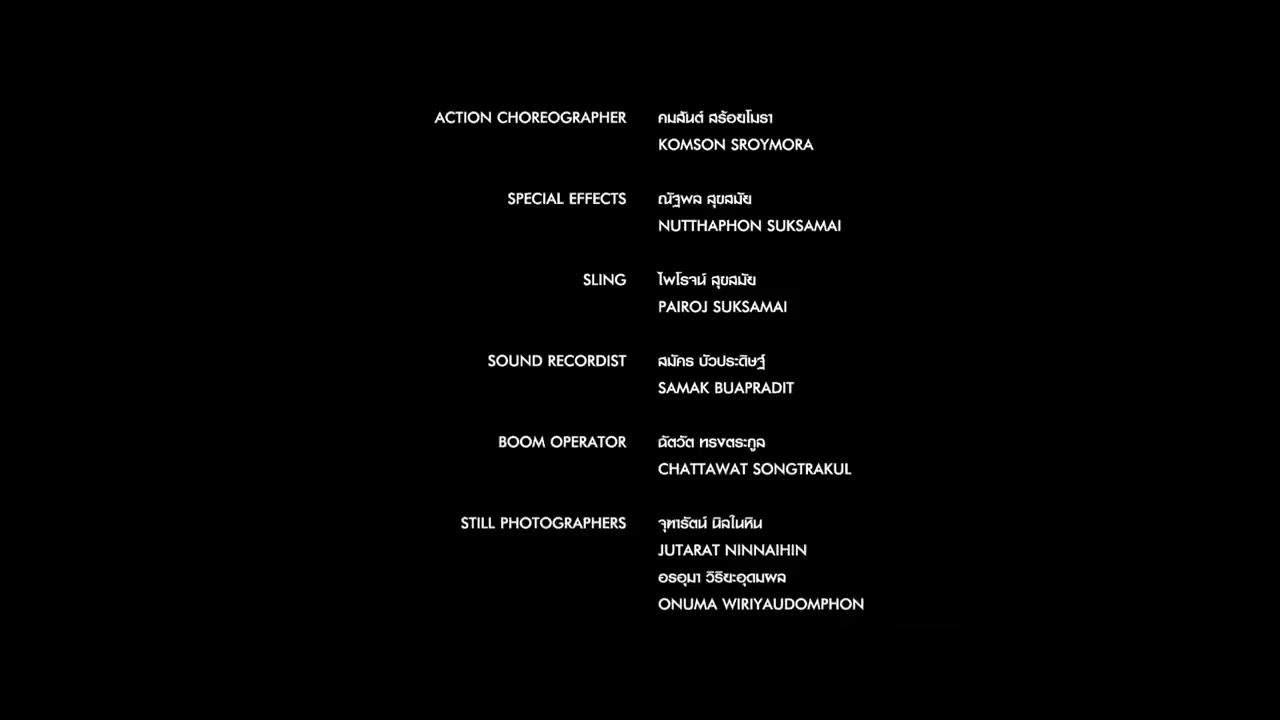 ACTION CHOREOGRAPHER คมสันต์ สร้อยโมรา
KOMSON SROYMORA
SPECIAL EFFECTS ณัฐพล สุขสมัย
NUTTHAPHON SUKSAMAI
SLING ไพโรจน์ สุขสมัย
PAIROJ SUKSAMAI
SOUND RECORDIST สมัคร บัวประดิษฐ์
SAMAK BUAPRADIT
BOOM OPERATOR ฉัตวัต ทรงตระกูล
CHATTAWAT SONGTRAKUL
STILL PHOTOGRAPHERS จุฑารัตน์ นิลในหิน
JUTARAT NINNAIHIN
อรอุมา วิริยะอุดมผล
ONUMA WIRIYAUDOMPHON